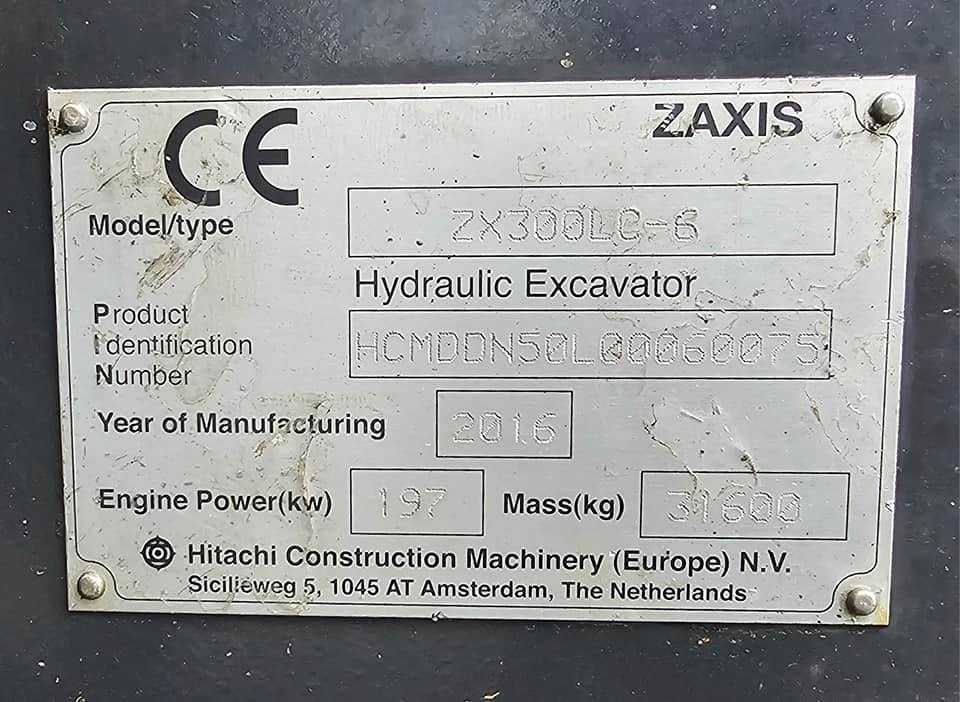 CE
ZAXIS
Model/type ZX300LC-6
Hydraulic Excavator
Product
Identification HCMDDN50L00060075
Number
Year of Manufacturing 2016
Engine Power(kw) 197 Mass(kg) 31600
Hitachi Construction Machinery (Europe) N.V.
Sicilieweg 5, 1045 AT Amsterdam, The Netherlands